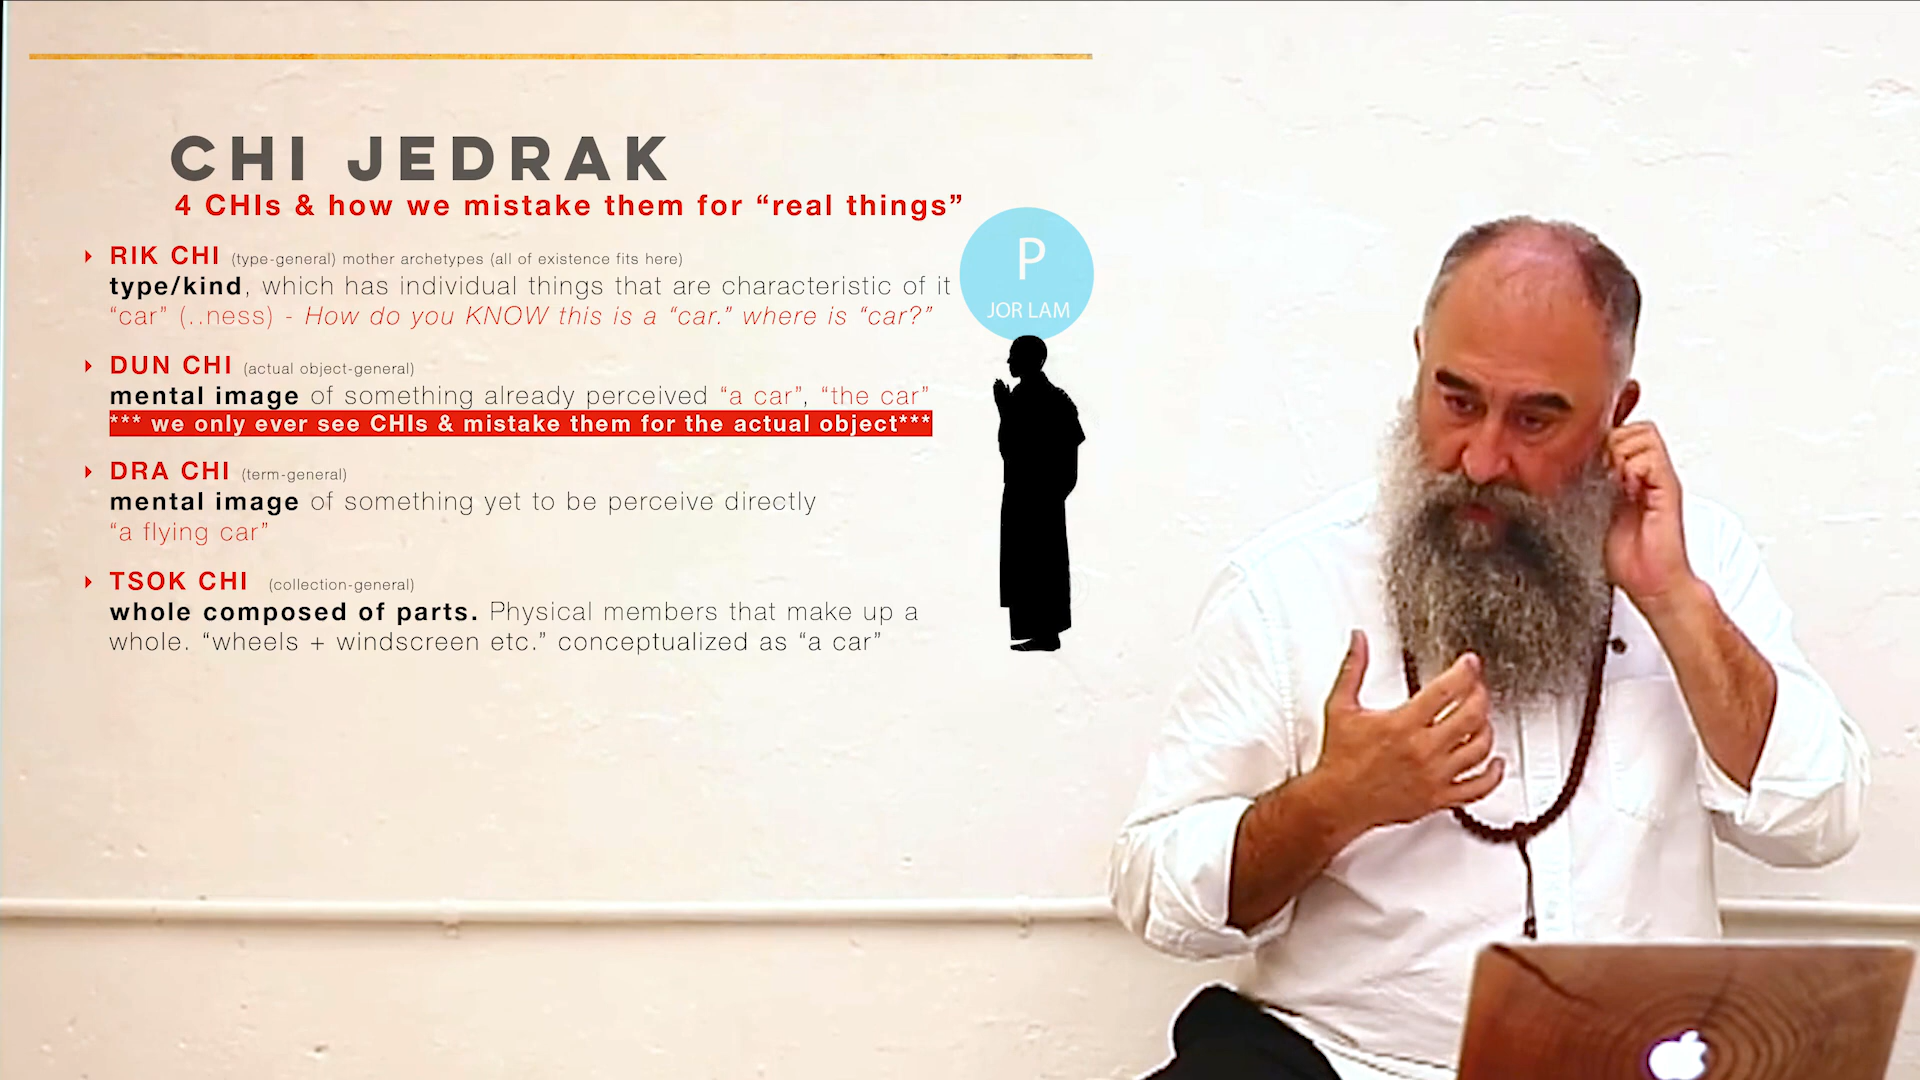 CHI JEDRAK
4 CHIs & how we mistake them for “real things”
RIK CHI (type-general) mother archetypes (all of existence fits here)
type/kind, which has individual things that are characteristic of it
“car” (..ness) - How do you KNOW this is a “car.” where is “car?”
P
JOR LAM
DUN CHI (actual object-general)
mental image of something already perceived “a car”, “the car”
*** we only ever see CHIs & mistake them for the actual object***
DRA CHI (term-general)
mental image of something yet to be perceive directly
“a flying car”
TSOK CHI (collection-general)
whole composed of parts. Physical members that make up a
whole. “wheels + windscreen etc.” conceptualized as “a car”